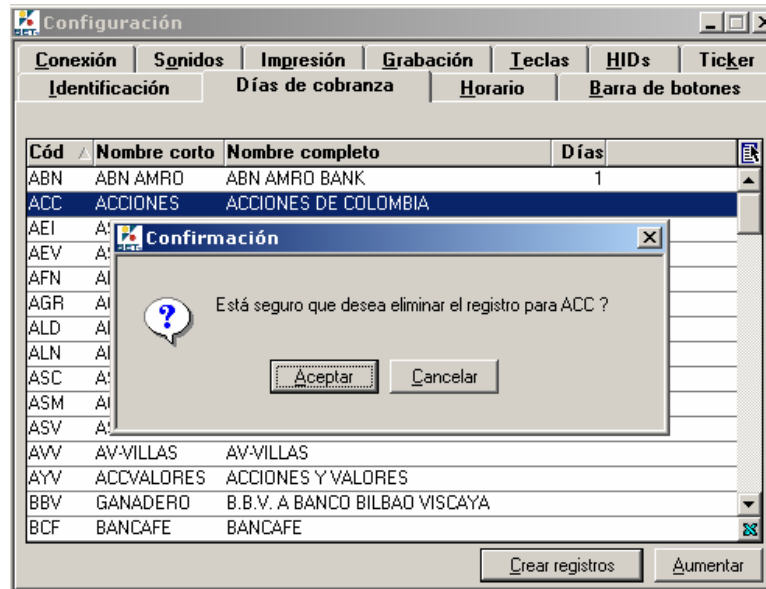 Configuración
Conexión Sonidos Impresión Grabación Teclas HIDs Ticker
Identificación Días de cobranza Horario Barra de botones
Cód Nombre corto Nombre completo Días
ABN ABN AMRO ABN AMRO BANK 1
ACC ACCIONES ACCIONES DE COLOMBIA
AEI
AEV
AFN
AGR
ALD
ALN
ASC
ASM
ASV
Confirmación
Está seguro que desea eliminar el registro para ACC ?
Aceptar Cancelar
AVV AV-VILLAS AV-VILLAS
AYV ACCVALORES ACCIONES Y VALORES
BBV GANADERO B.B.V. A BANCO BILBAO VISCAYA
BCF BANCAFE BANCAFE
Crear registros Aumentar